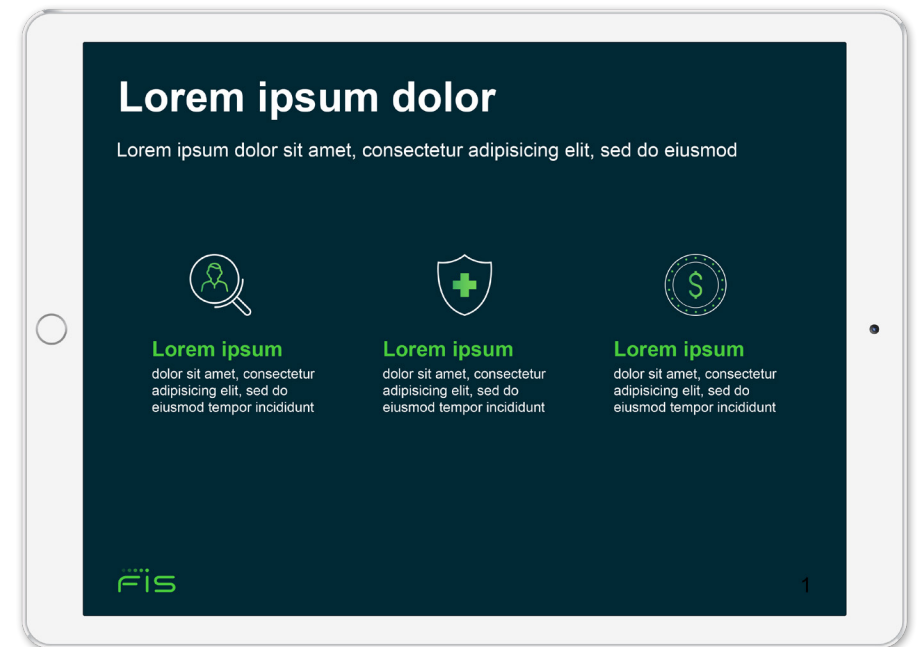 Lorem ipsum dolor
Lorem ipsum dolor sit amet, consectetur adipisicing elit, sed do eiusmod
$
Lorem ipsum
dolor sit amet, consectetur
adipisicing elit, sed do
eiusmod tempor incididunt
Lorem ipsum
dolor sit amet, consectetur
adipisicing elit, sed do
eiusmod tempor incididunt
Lorem ipsum
dolor sit amet, consectetur
adipisicing elit, sed do
eiusmod tempor incididunt
FIS
1